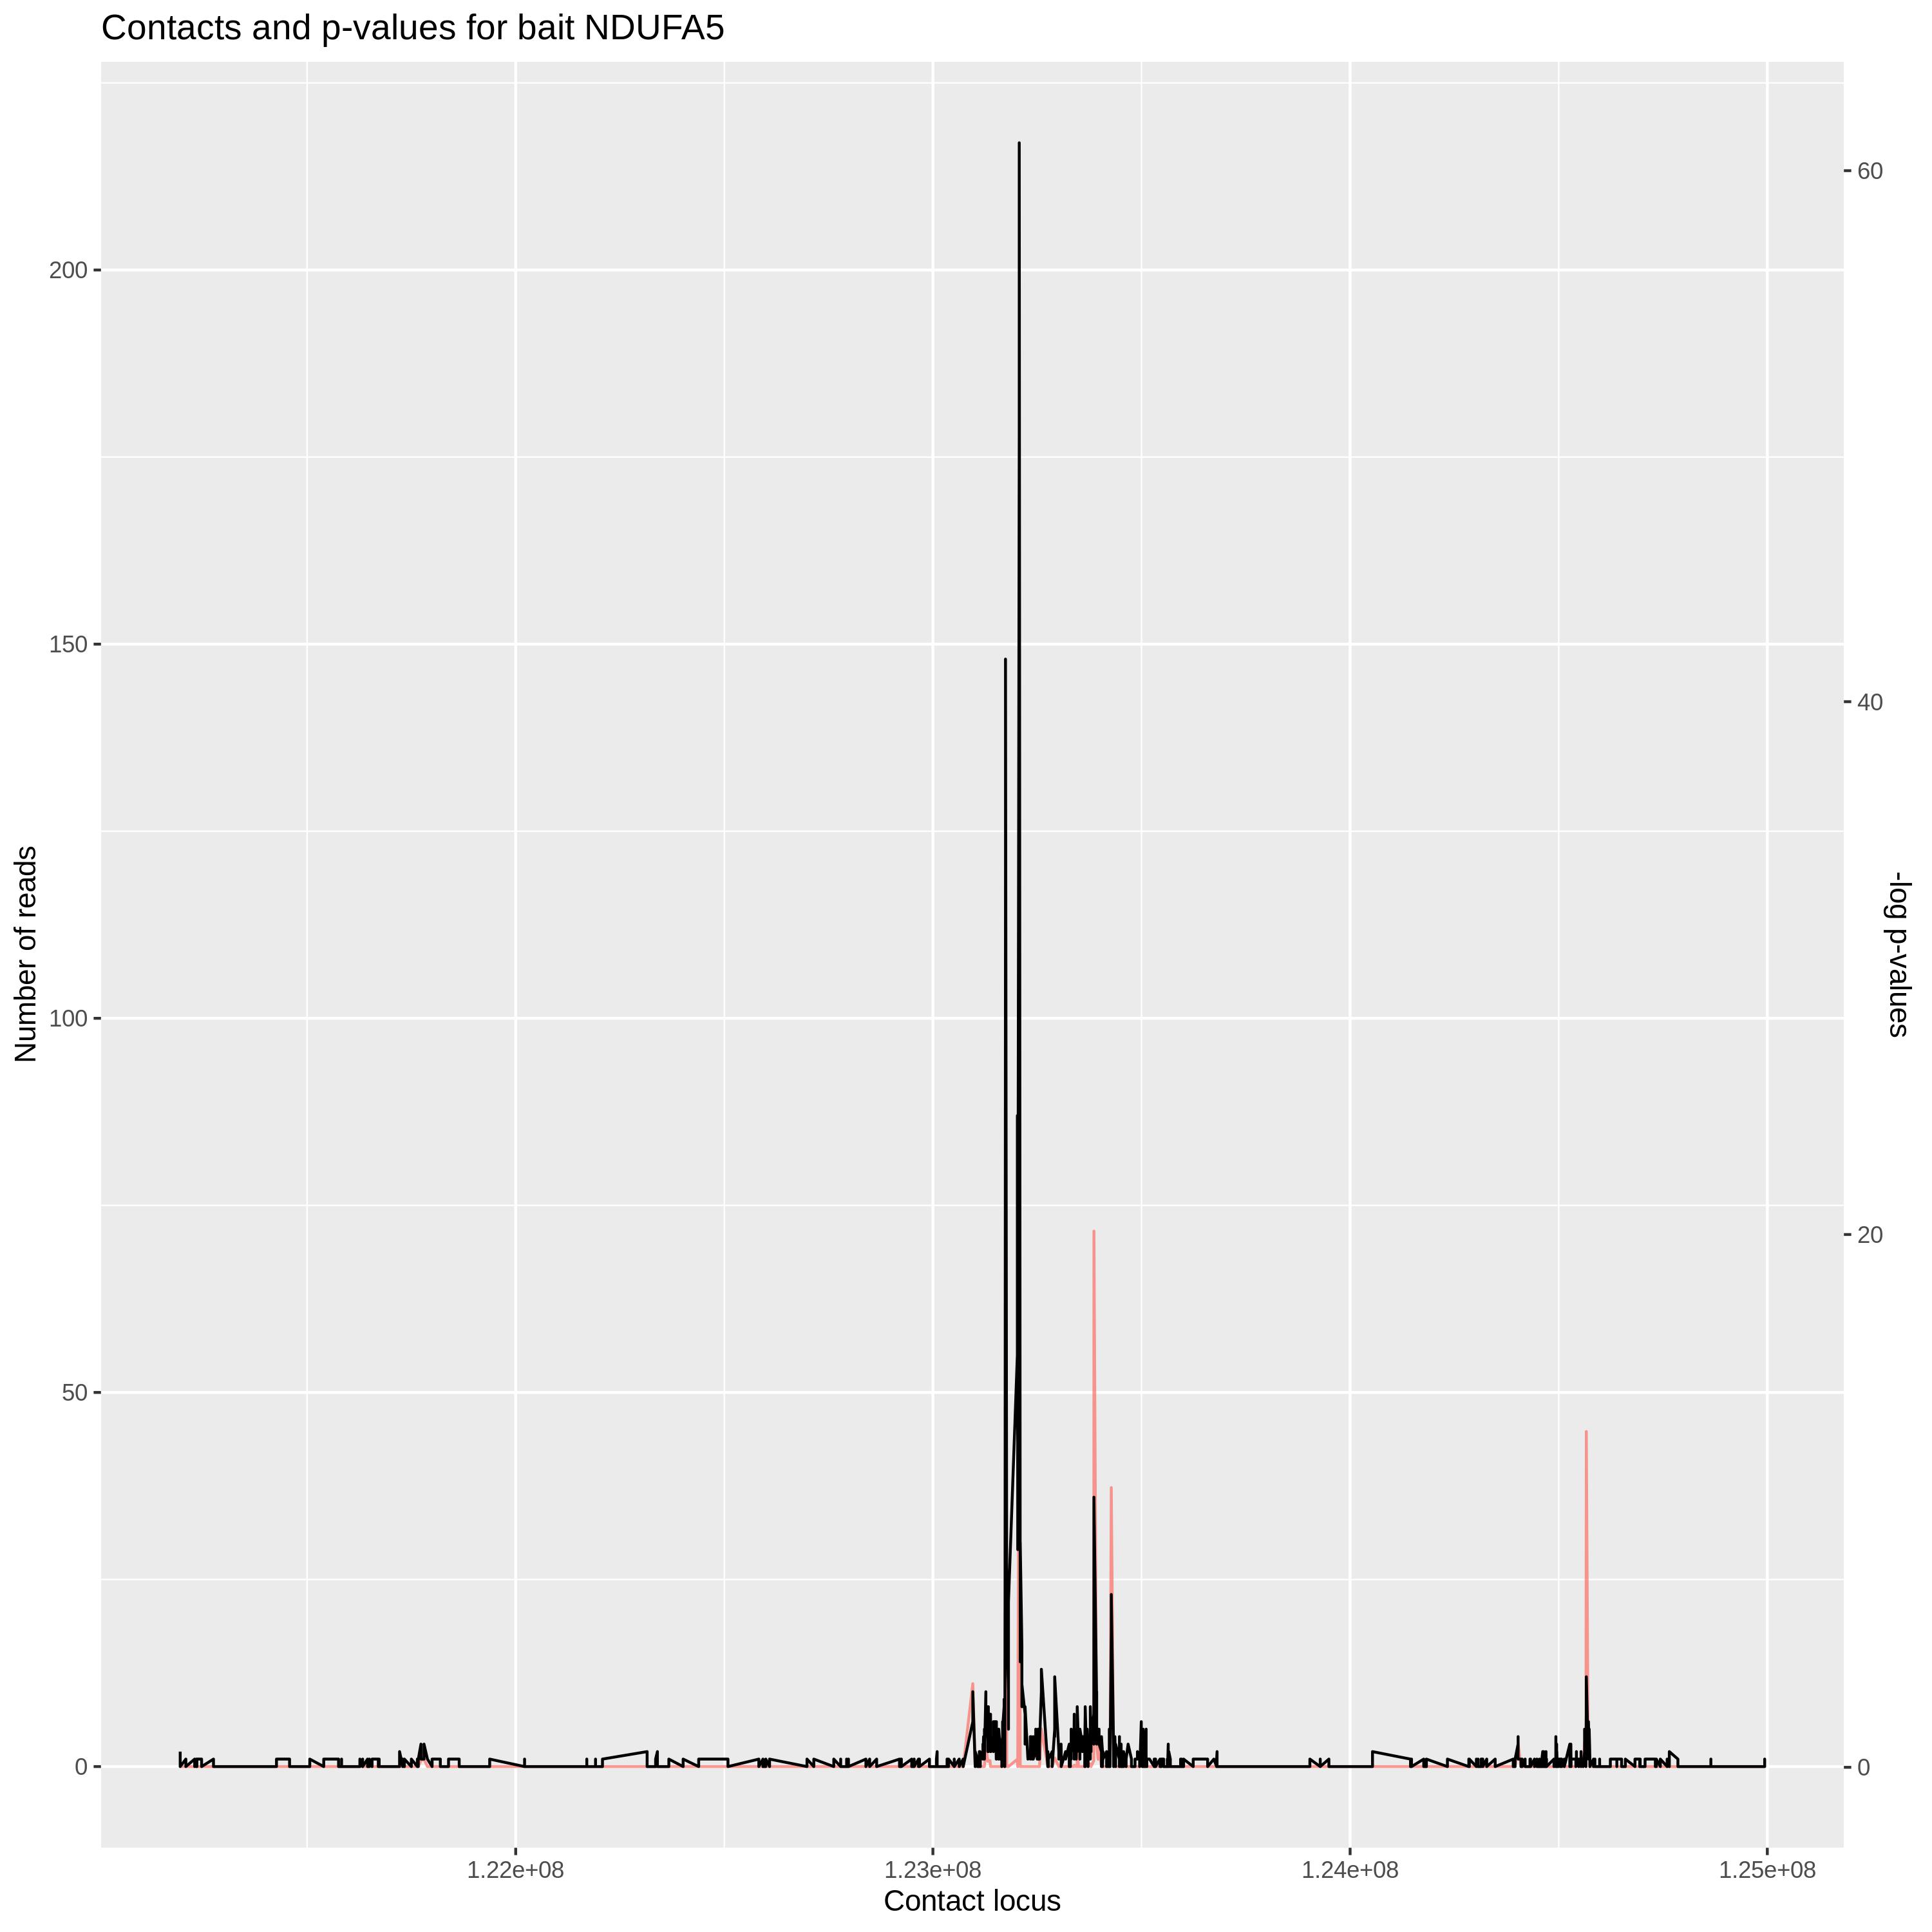 Contacts and p-values for bait NDUFA5
200
150
100
50
0
Number of reads
60
40
20
0
-log p-values
1.22e+08
1.23e+08
1.24e+08
1.25e+08
Contact locus